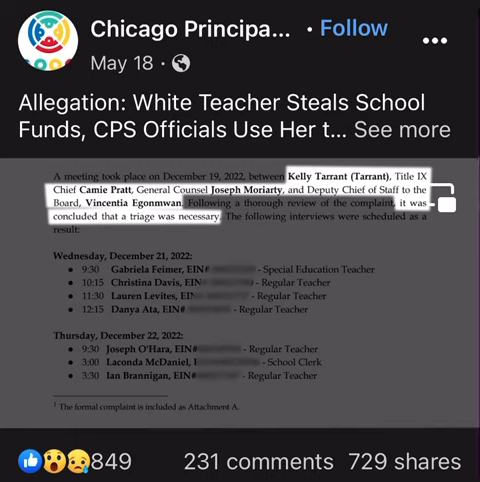 Chicago Principa... • Follow
May 18 •
Allegation: White Teacher Steals School
Funds, CPS Officials Use Her t... See more
A meeting took place on December 19, 2022, between Kelly Tarrant (Tarrant), Title IX
Chief Camie Pratt, General Counsel Joseph Moriarty, and Deputy Chief of Staff to the
Board, Vincentia Egonmwan. Following a thorough review of the complaint, it was
concluded that a triage was necessary. The following interviews were scheduled as a
result:
Wednesday, December 21, 2022:
• 9:30 Gabriela Feimer, EIN# - Special Education Teacher
• 10:15 Christina Davis, EIN - Regular Teacher
• 11:30 Lauren Levites, EIN - Regular Teacher
• 12:15 Danya Ata, EIN# - Regular Teacher
Thursday, December 22, 2022:
• 9:30 Joseph O'Hara, EIN# - Regular Teacher
• 3:00 Laconda McDaniel, - School Clerk
• 3:30 Ian Brannigan, EIN# - Regular Teacher
1 The formal complaint is included as Attachment A.
849 231 comments 729 shares